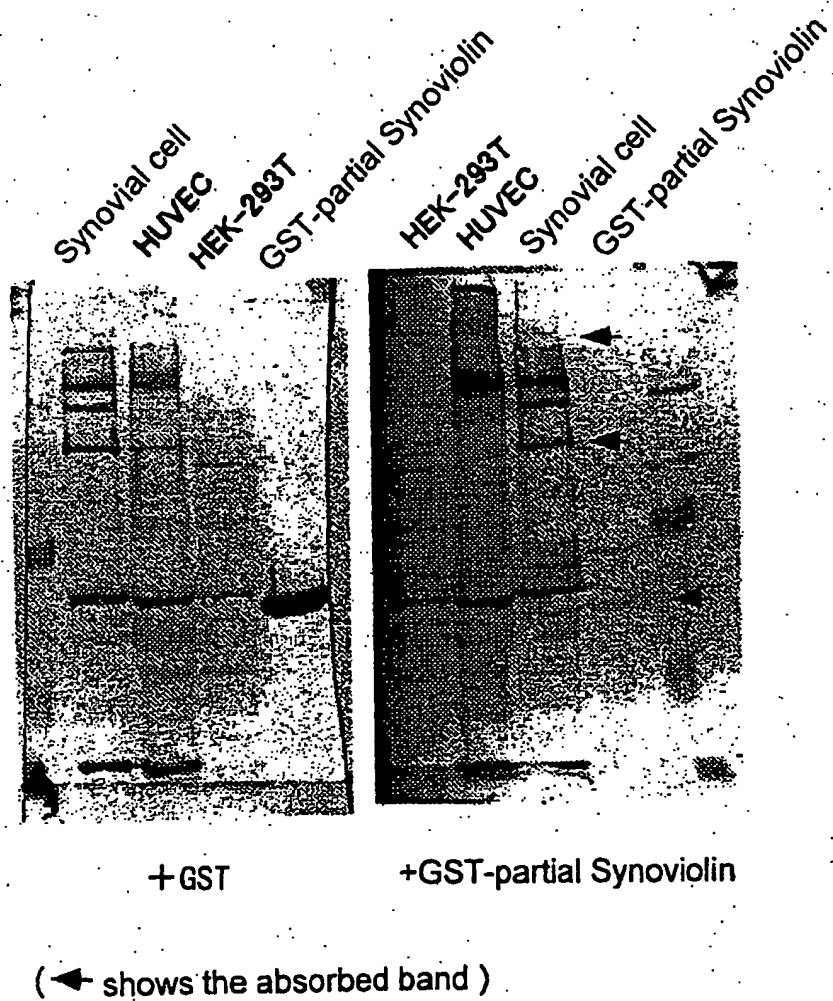 Synovial cell
HUVEC
HEK-293T
GST-partial Synoviolin
HEK-293T
HUVEC
Synovial cell
GST-partial Synoviolin
+GST
+GST-partial Synoviolin
(← shows the absorbed band)